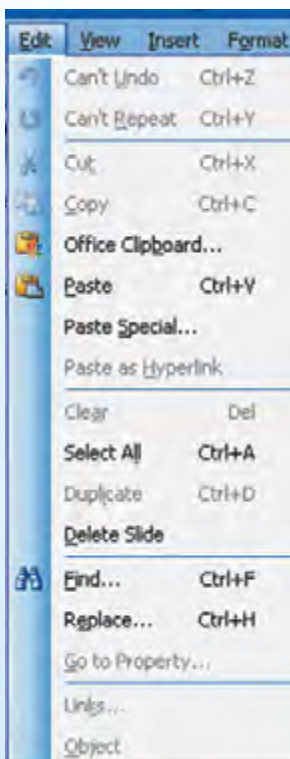 Edit View Insert Format
Can't Undo Ctrl+Z
Can't Repeat Ctrl+Y
Cut Ctrl+X
Copy Ctrl+C
Office Clipboard...
Paste Ctrl+V
Paste Special...
Paste as Hyperlink
Clear Del
Select All Ctrl+A
Duplicate Ctrl+D
Delete Slide
Find... Ctrl+F
Replace... Ctrl+H
Go to Property...
Links...
Object